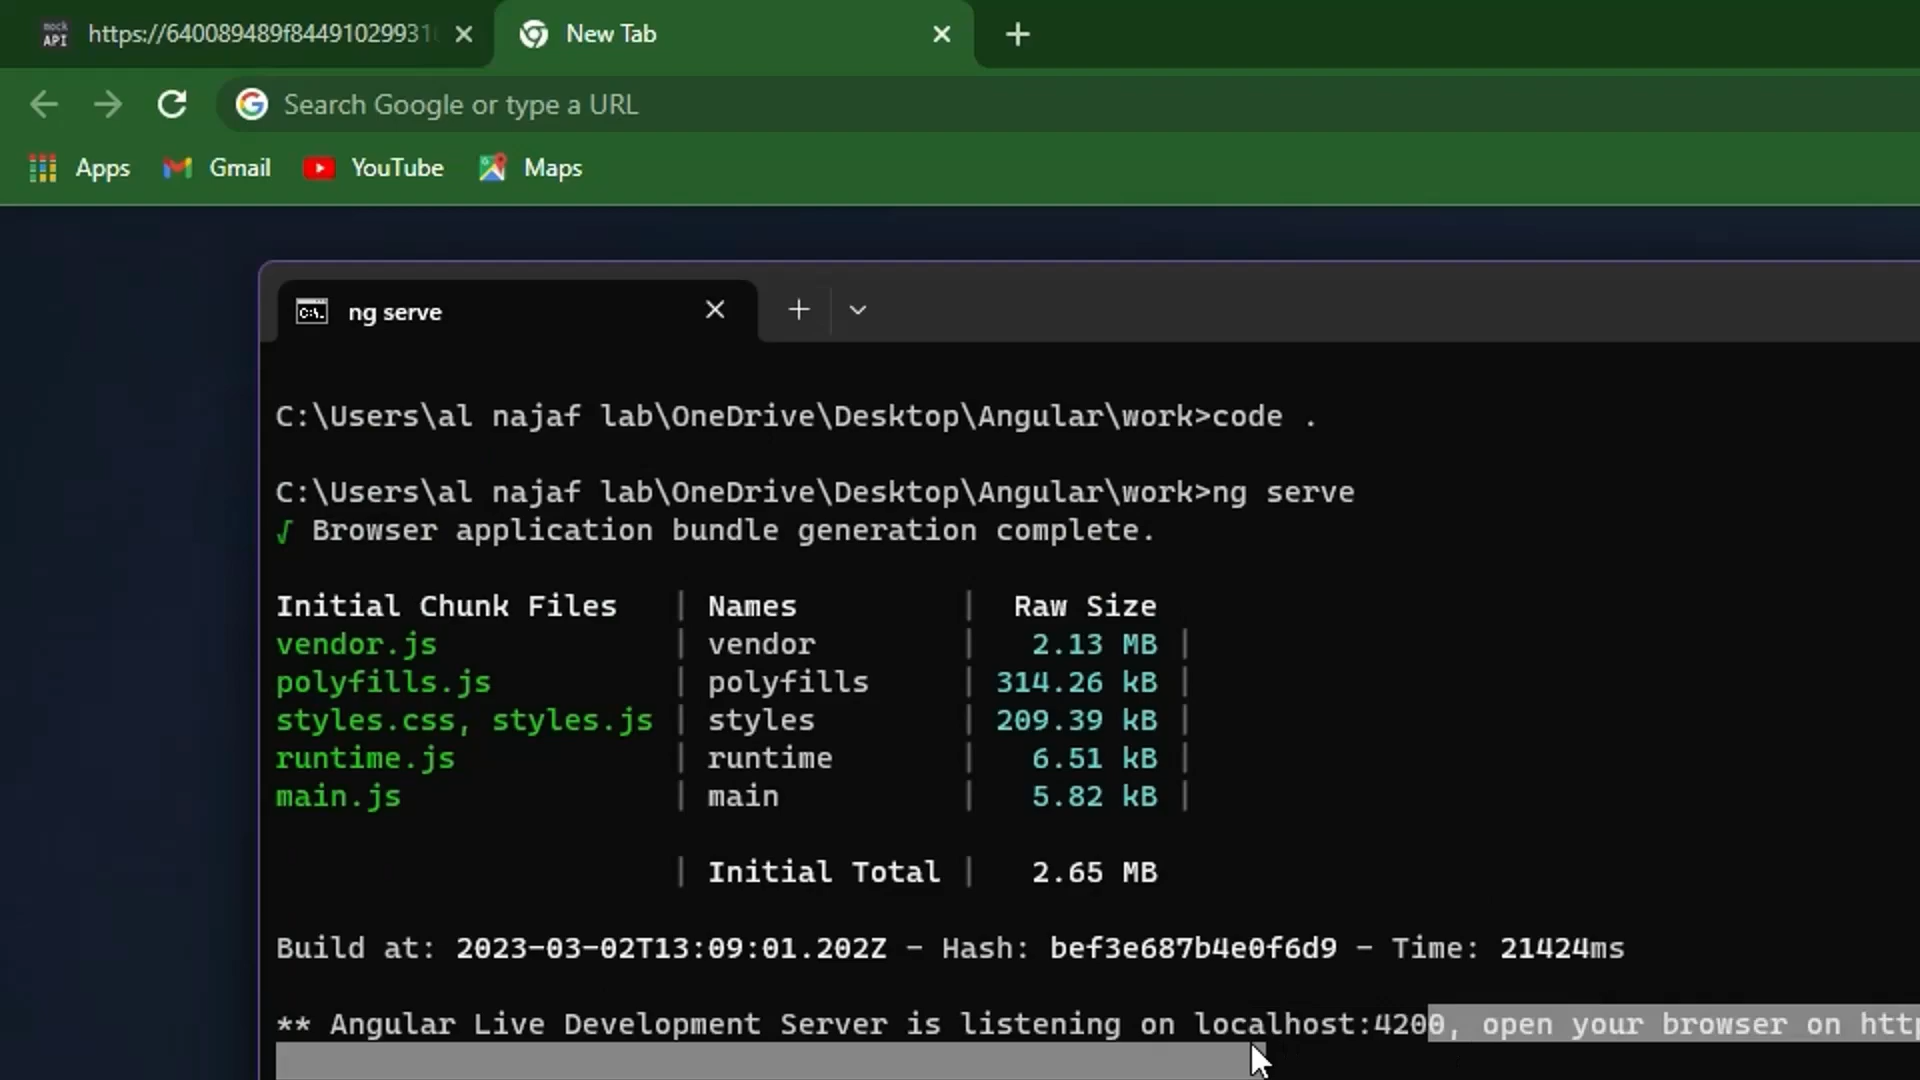 mock API https://640089489f8449102993 New Tab
Search Google or type a URL
Apps Gmail YouTube Maps
ng serve
C:\Users\al najaf lab\OneDrive\Desktop\Angular\work>code .
C:\Users\al najaf lab\OneDrive\Desktop\Angular\work>ng serve
√ Browser application bundle generation complete.
Initial Chunk Files | Names | Raw Size
vendor.js | vendor | 2.13 MB |
polyfills.js | polyfills | 314.26 kB |
styles.css, styles.js | styles | 209.39 kB |
runtime.js | runtime | 6.51 kB |
main.js | main | 5.82 kB |
| Initial Total | 2.65 MB
Build at: 2023-03-02T13:09:01.202Z - Hash: bef3e687b4e0f6d9 - Time: 21424ms
** Angular Live Development Server is listening on localhost:4200, open your browser on http